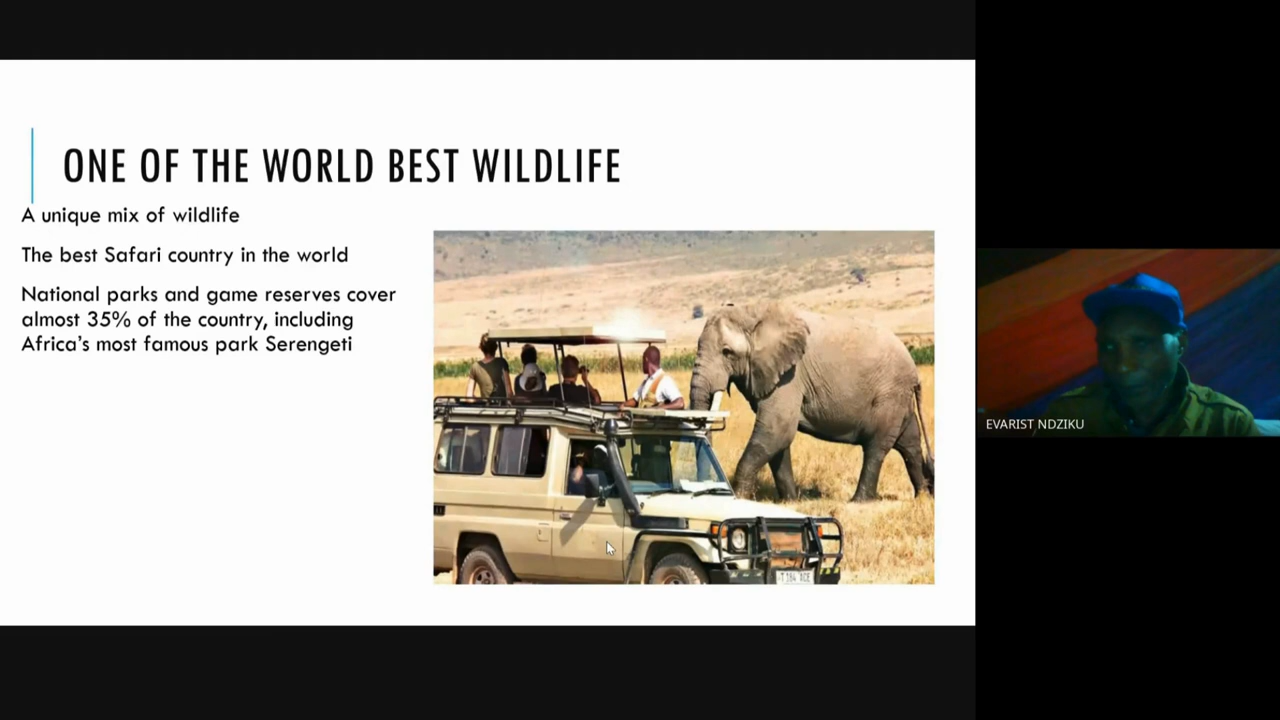 ONE OF THE WORLD BEST WILDLIFE
A unique mix of wildlife
The best Safari country in the world
National parks and game reserves cover
almost 35% of the country, including
Africa's most famous park Serengeti
EVARIST NDZIKU